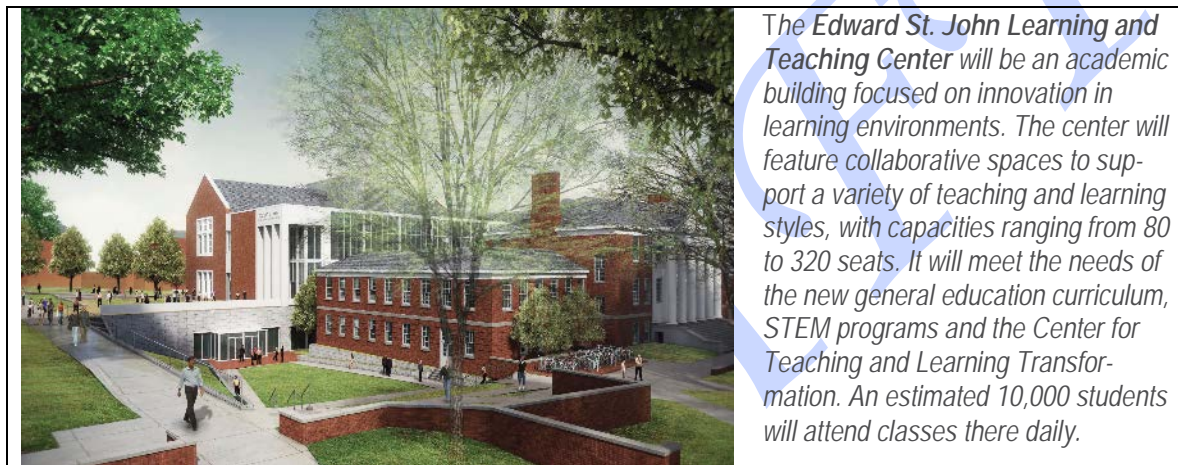 The Edward St. John Learning and
Teaching Center will be an academic
building focused on innovation in
learning environments. The center will
feature collaborative spaces to sup-
port a variety of teaching and learning
styles, with capacities ranging from 80
to 320 seats. It will meet the needs of
the new general education curriculum,
STEM programs and the Center for
Teaching and Learning Transfor-
mation. An estimated 10,000 students
will attend classes there daily.